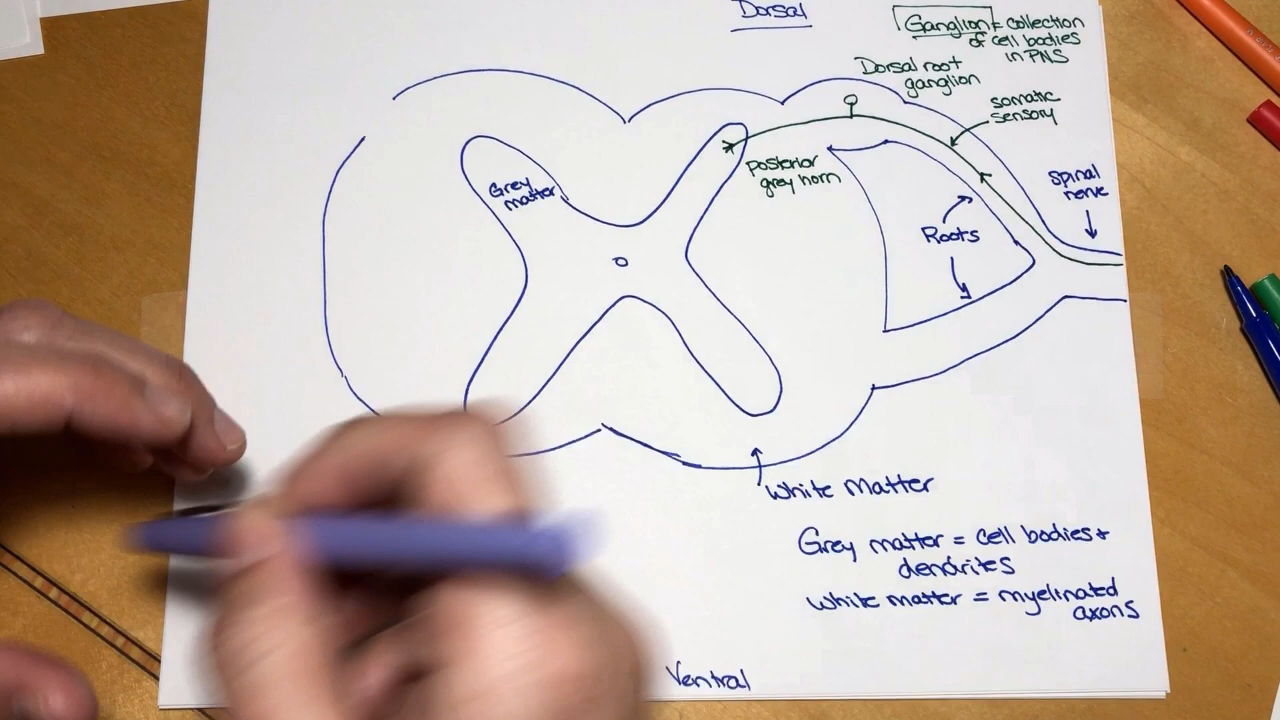 Dorsal
Ganglion = collection
of cell bodies
in PNS
Dorsal root
ganglion
somatic
sensory
Grey
matter
posterior
grey horn
spinal
nerve
Roots
White Matter
Grey matter = cell bodies +
dendrites
White matter = myelinated
axons
Ventral